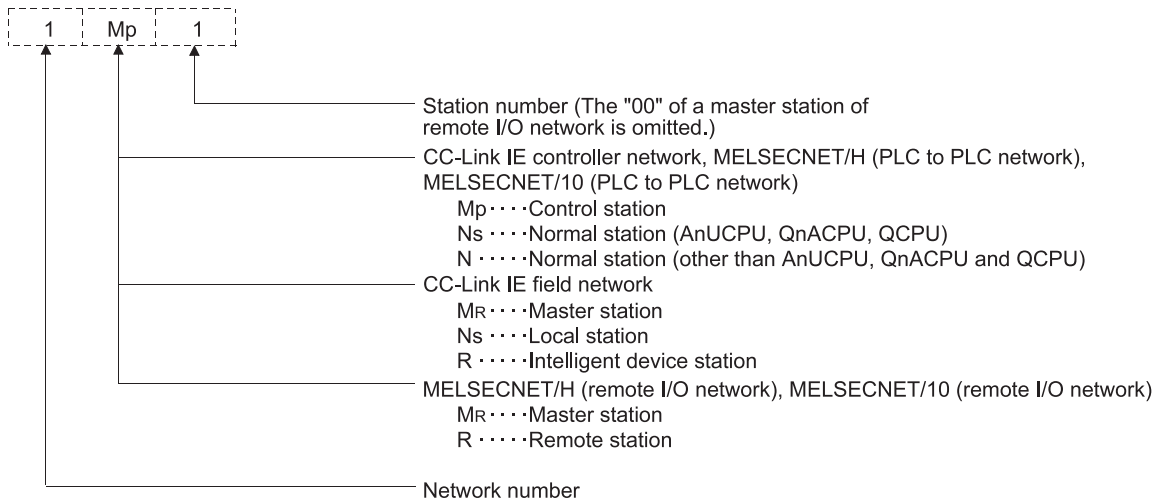 1 Mp 1
Station number (The "00" of a master station of
remote I/O network is omitted.)
CC-Link IE controller network, MELSECNET/H (PLC to PLC network),
MELSECNET/10 (PLC to PLC network)
Mp · · · · Control station
Ns · · · · Normal station (AnUCPU, QnACPU, QCPU)
N · · · · · Normal station (other than AnUCPU, QnACPU and QCPU)
CC-Link IE field network
MR · · · · Master station
Ns · · · · Local station
R · · · · · Intelligent device station
MELSECNET/H (remote I/O network), MELSECNET/10 (remote I/O network)
MR · · · · Master station
R · · · · · Remote station
Network number